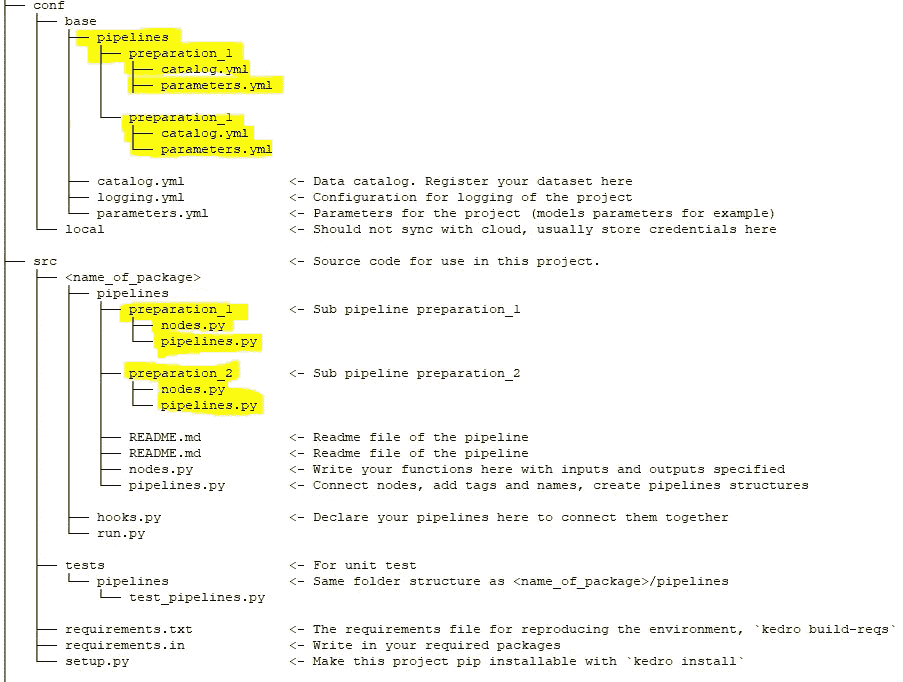 ├── conf
│   ├── base
│   │   ├── pipelines
│   │   │   ├── preparation_1
│   │   │   │   ├── catalog.yml
│   │   │   │   ├── parameters.yml
│   │   │   └── preparation_1
│   │   │       ├── catalog.yml
│   │   │       └── parameters.yml
│   │   ├── catalog.yml <- Data catalog. Register your dataset here
│   │   ├── logging.yml <- Configuration for logging of the project
│   │   └── parameters.yml <- Parameters for the project (models parameters for example)
│   └── local <- Should not sync with cloud, usually store credentials here
├── src <- Source code for use in this project.
│   ├── <name_of_package>
│   │   ├── pipelines
│   │   │   ├── preparation_1 <- Sub pipeline preparation_1
│   │   │   │   ├── nodes.py
│   │   │   │   └── pipelines.py
│   │   │   ├── preparation_2 <- Sub pipeline preparation_2
│   │   │   │   ├── nodes.py
│   │   │   │   └── pipelines.py
│   │   │   ├── README.md <- Readme file of the pipeline
│   │   │   ├── README.md <- Readme file of the pipeline
│   │   │   ├── nodes.py <- Write your functions here with inputs and outputs specified
│   │   │   └── pipelines.py <- Connect nodes, add tags and names, create pipelines structures
│   │   ├── hooks.py <- Declare your pipelines here to connect them together
│   │   └── run.py
│   ├── tests <- For unit test
│   │   └── pipelines <- Same folder structure as <name_of_package>/pipelines
│   │       └── test_pipelines.py
│   ├── requirements.txt <- The requirements file for reproducing the environment, `kedro build-reqs`
│   ├── requirements.in <- Write in your required packages
│   └── setup.py <- Make this project pip installable with `kedro install`